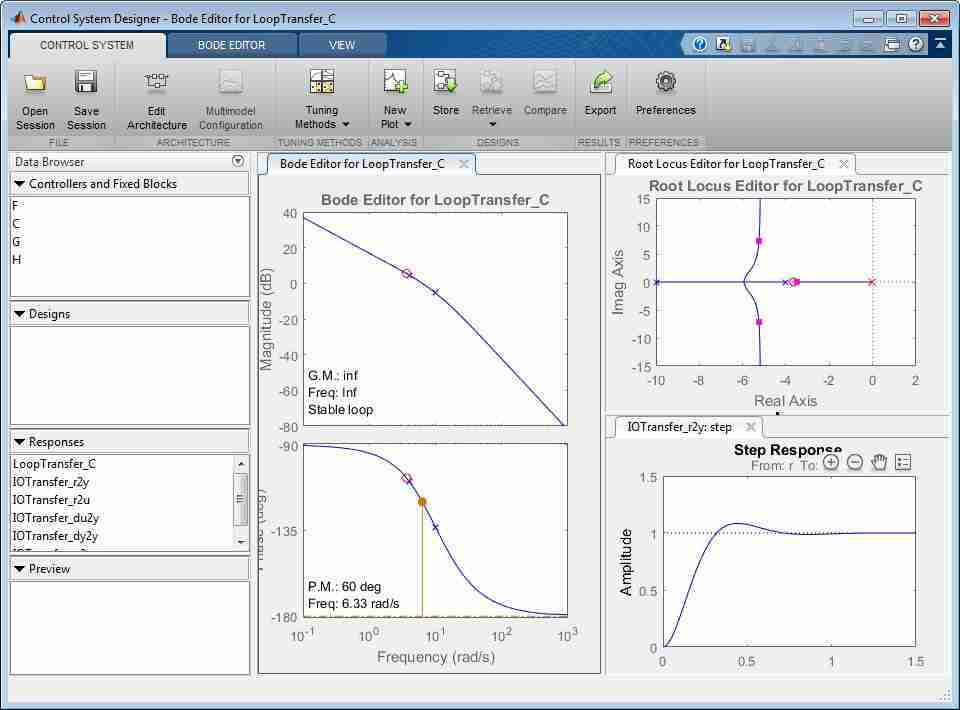 Control System Designer - Bode Editor for LoopTransfer_C
CONTROL SYSTEM
BODE EDITOR
VIEW
Open Session
Save Session
Edit Architecture
Multimodel Configuration
Tuning Methods
New Plot
Store
Retrieve
Compare
Export
Preferences
FILE
ARCHITECTURE
TUNING METHODS
ANALYSIS
DESIGNS
RESULTS
PREFERENCES
Data Browser
Controllers and Fixed Blocks
F
C
G
H
Designs
Responses
LoopTransfer_C
IOTransfer_r2y
IOTransfer_r2u
IOTransfer_du2y
IOTransfer_dy2y
Preview
Bode Editor for LoopTransfer_C
Bode Editor for LoopTransfer_C
Magnitude (dB)
40
20
0
-20
-40
-60
-80
G.M.: inf
Freq: Inf
Stable loop
-90
-135
-180
P.M.: 60 deg
Freq: 6.33 rad/s
10^-1
10^0
10^1
10^2
10^3
Frequency (rad/s)
Root Locus Editor for LoopTransfer_C
Root Locus Editor for LoopTransfer_C
Imag Axis
15
10
5
0
-5
-10
-15
-10
-8
-6
-4
-2
0
2
Real Axis
IOTransfer_r2y: step
Step Response
From: r To:
Amplitude
1.5
1
0.5
0
0
0.5
1
1.5